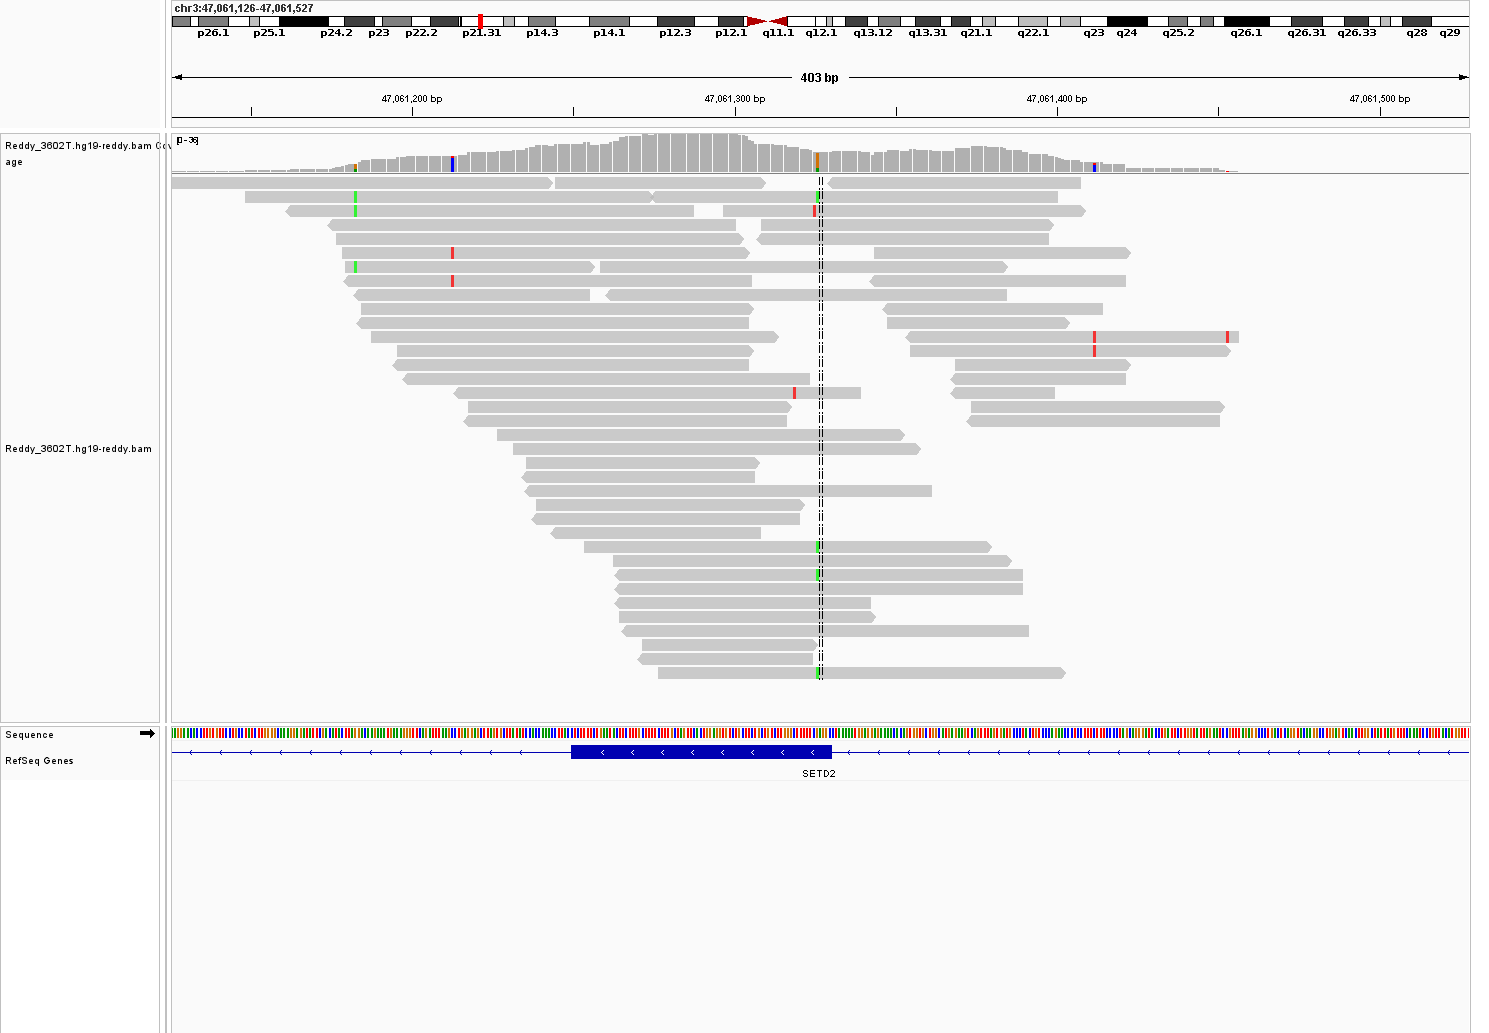 chr3:47,061,126-47,061,527
p26.1 p25.1 p24.2 p23 p22.2 p21.31 p14.3 p14.1 p12.3 p12.1 q11.1 q12.1 q13.12 q13.31 q21.1 q22.1 q23 q24 q25.2 q26.1 q26.31 q26.33 q28 q29
403 bp
47,061,200 bp 47,061,300 bp 47,061,400 bp 47,061,500 bp
Reddy_3602T.hg19-reddy.bam Cov
age
[0-36]
Reddy_3602T.hg19-reddy.bam
Sequence
RefSeq Genes
SETD2